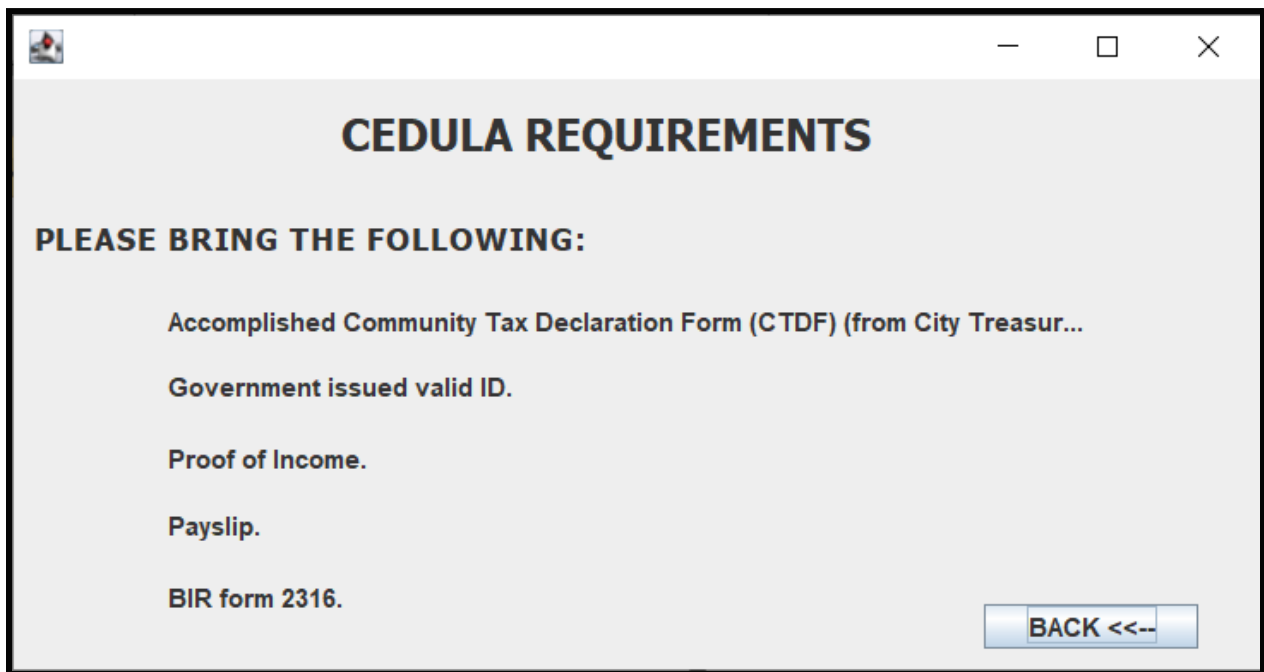 CEDULA REQUIREMENTS
PLEASE BRING THE FOLLOWING:
Accomplished Community Tax Declaration Form (CTDF) (from City Treasur...
Government issued valid ID.
Proof of Income.
Payslip.
BIR form 2316.
BACK <<--